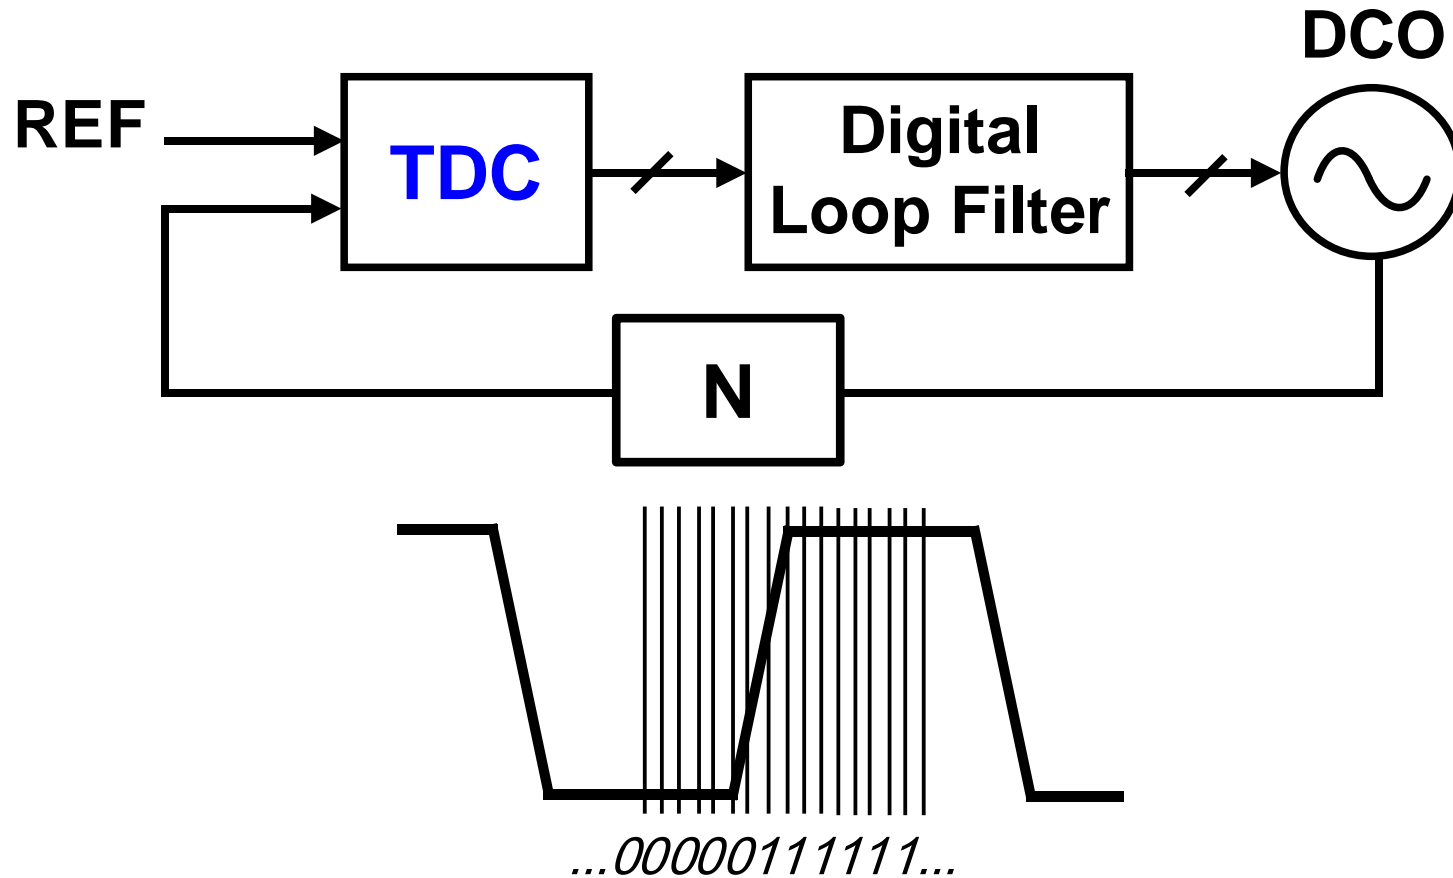 DCO
REF
TDC
Digital
Loop Filter
N
...00000111111...